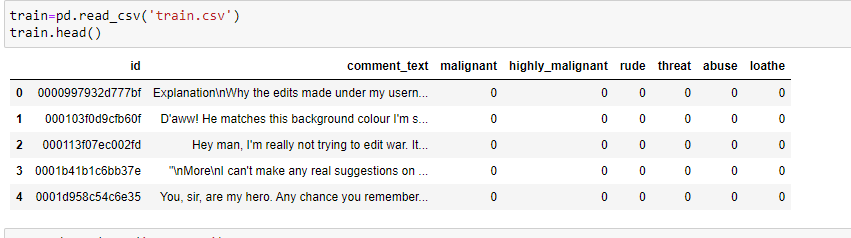 train=pd.read_csv('train.csv')
train.head()
id comment_text malignant highly_malignant rude threat abuse loathe
0 0000997932d777bf Explanation\nWhy the edits made under my usern... 0 0 0 0 0 0
1 000103f0d9cfb60f D'aww! He matches this background colour I'm s... 0 0 0 0 0 0
2 000113f07ec002fd Hey man, I'm really not trying to edit war. It... 0 0 0 0 0 0
3 0001b41b1c6bb37e "\nMore\nI can't make any real suggestions on ... 0 0 0 0 0 0
4 0001d958c54c6e35 You, sir, are my hero. Any chance you remember... 0 0 0 0 0 0